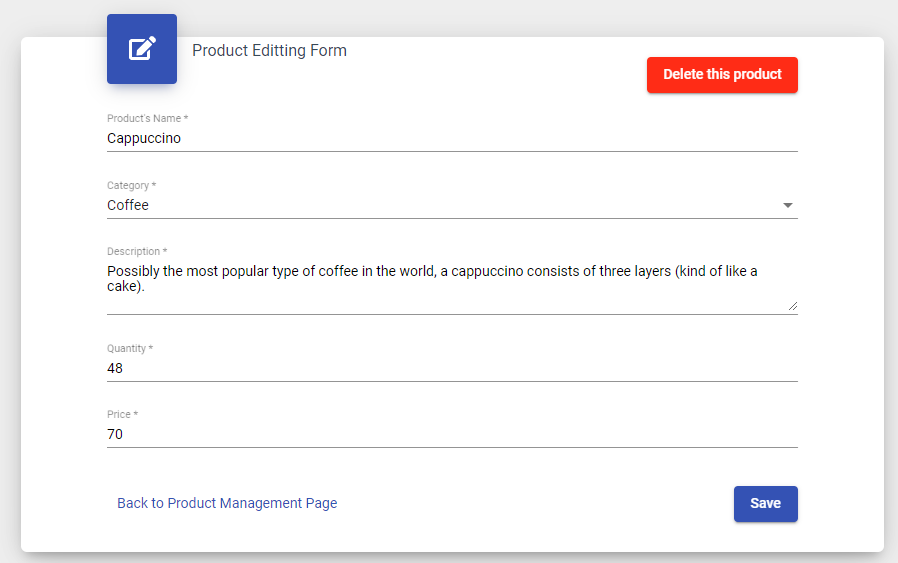 Product Editting Form
Delete this product
Product's Name *
Cappuccino
Category *
Coffee
Description *
Possibly the most popular type of coffee in the world, a cappuccino consists of three layers (kind of like a
cake).
Quantity *
48
Price *
70
Back to Product Management Page
Save